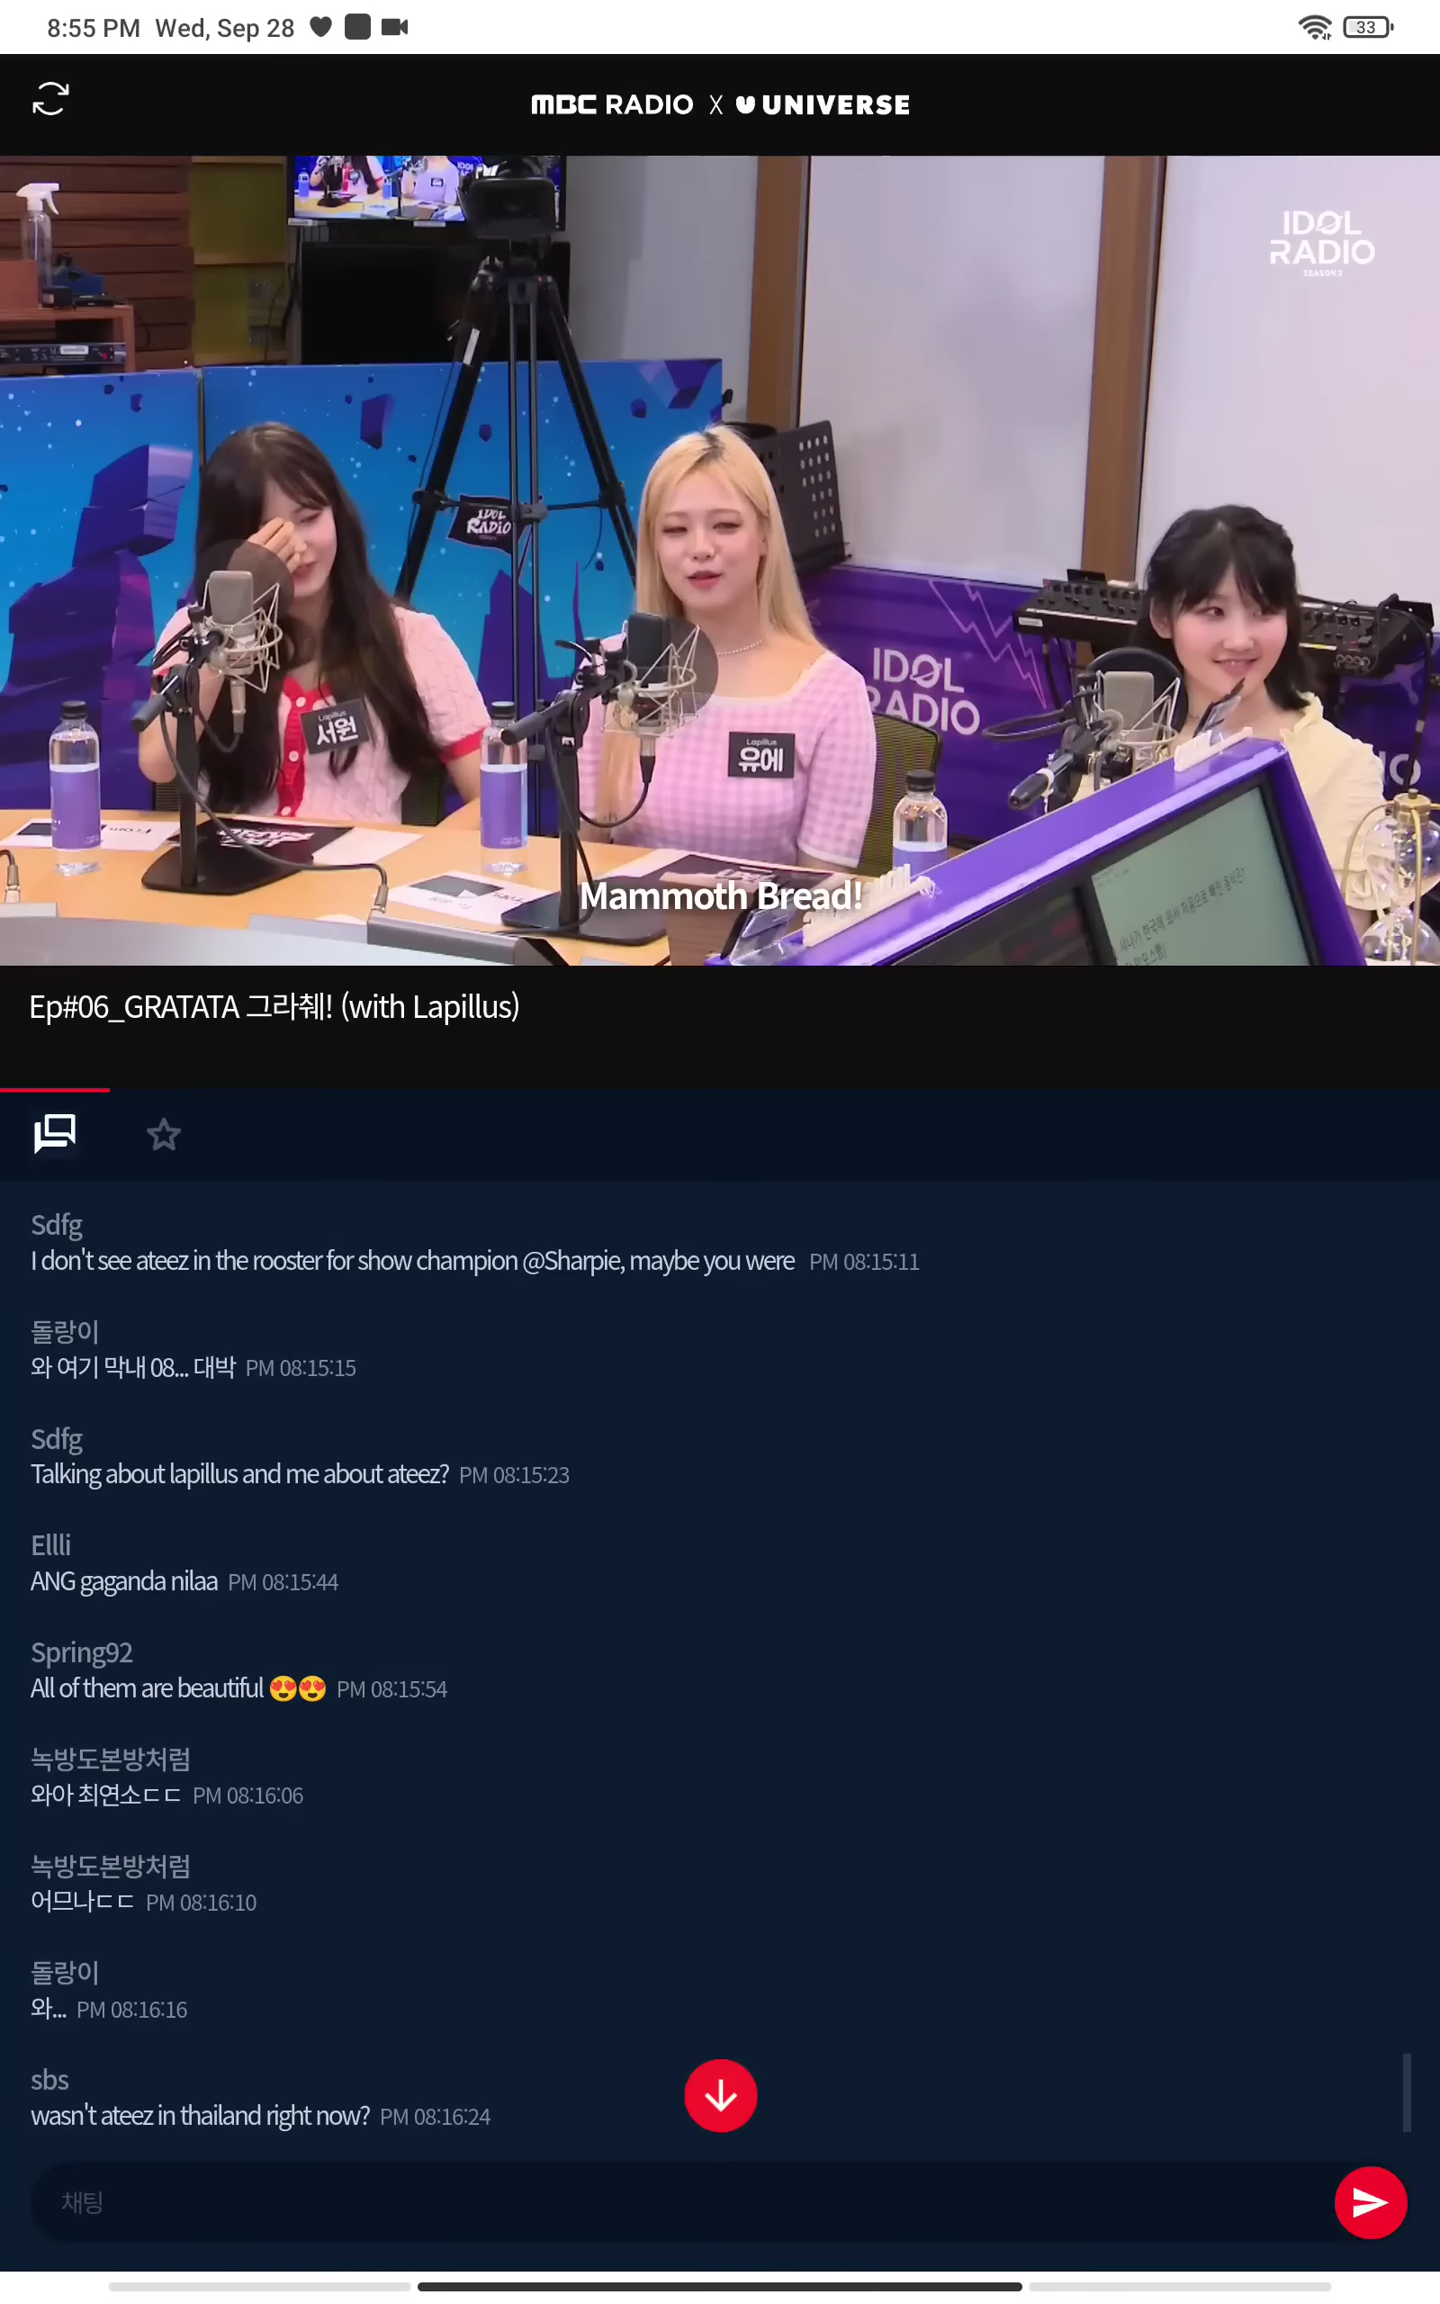 8:55 PM Wed, Sep 28
33
MBC RADIO X UNIVERSE
IDOL
RADIO
SEASON 3
IDOL
RADIO
Lapillus
서원
Lapillus
유에
IDOL
RADIO
Mammoth Bread!
Ep#06_GRATATA 그라췌! (with Lapillus)
Sdfg
I don't see ateez in the rooster for show champion @Sharpie, maybe you were PM 08:15:11
돌랑이
와 여기 막내 08... 대박 PM 08:15:15
Sdfg
Talking about lapillus and me about ateez? PM 08:15:23
Ellli
ANG gaganda nilaa PM 08:15:44
Spring92
All of them are beautiful 😍😍 PM 08:15:54
녹방도본방처럼
와아 최연소ㄷㄷ PM 08:16:06
녹방도본방처럼
어므나ㄷㄷ PM 08:16:10
돌랑이
와... PM 08:16:16
sbs
wasn't ateez in thailand right now? PM 08:16:24
채팅